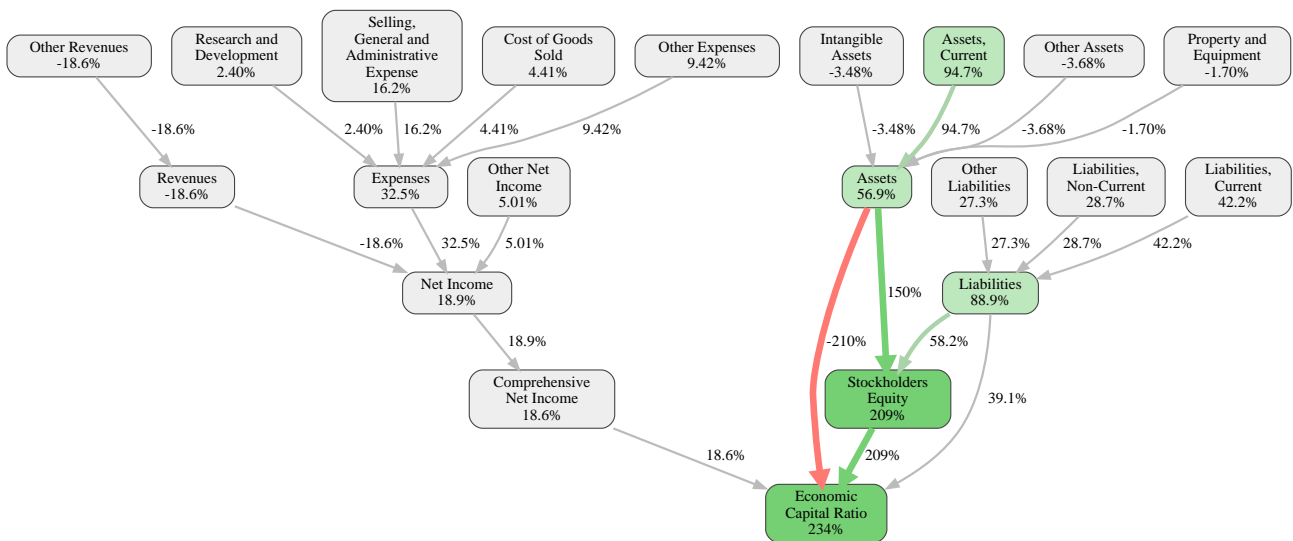 Other Revenues
-18.6%
Research and
Development
2.40%
Selling,
General and
Administrative
Expense
16.2%
Cost of Goods
Sold
4.41%
Other Expenses
9.42%
Intangible
Assets
-3.48%
Assets,
Current
94.7%
Other Assets
-3.68%
Property and
Equipment
-1.70%
-18.6%
2.40%
16.2%
4.41%
9.42%
-3.48%
94.7%
-3.68%
-1.70%
Revenues
-18.6%
Expenses
32.5%
Other Net
Income
5.01%
Assets
56.9%
Other
Liabilities
27.3%
Liabilities,
Non-Current
28.7%
Liabilities,
Current
42.2%
-18.6%
32.5%
5.01%
27.3%
28.7%
42.2%
Net Income
18.9%
150%
Liabilities
88.9%
18.9%
-210%
58.2%
Comprehensive
Net Income
18.6%
Stockholders
Equity
209%
39.1%
18.6%
209%
Economic
Capital Ratio
234%